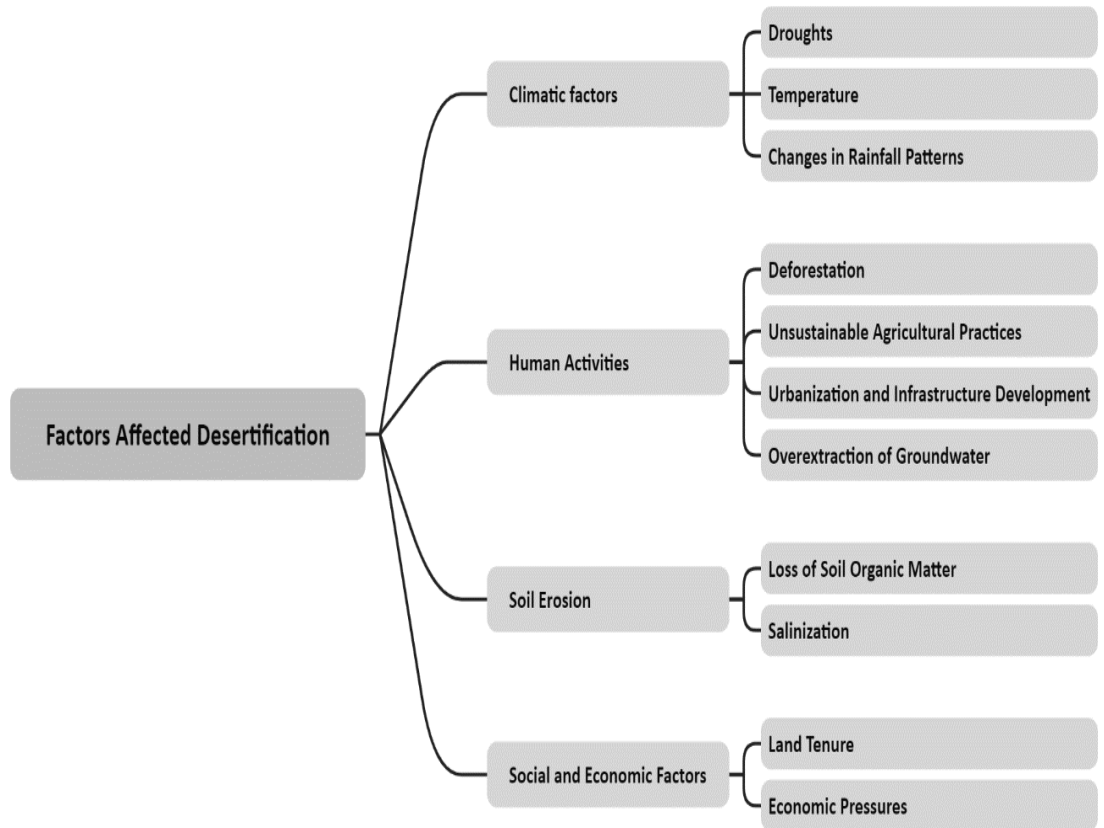 Factors Affected Desertification
Climatic factors
Droughts
Temperature
Changes in Rainfall Patterns
Human Activities
Deforestation
Unsustainable Agricultural Practices
Urbanization and Infrastructure Development
Overextraction of Groundwater
Soil Erosion
Loss of Soil Organic Matter
Salinization
Social and Economic Factors
Land Tenure
Economic Pressures